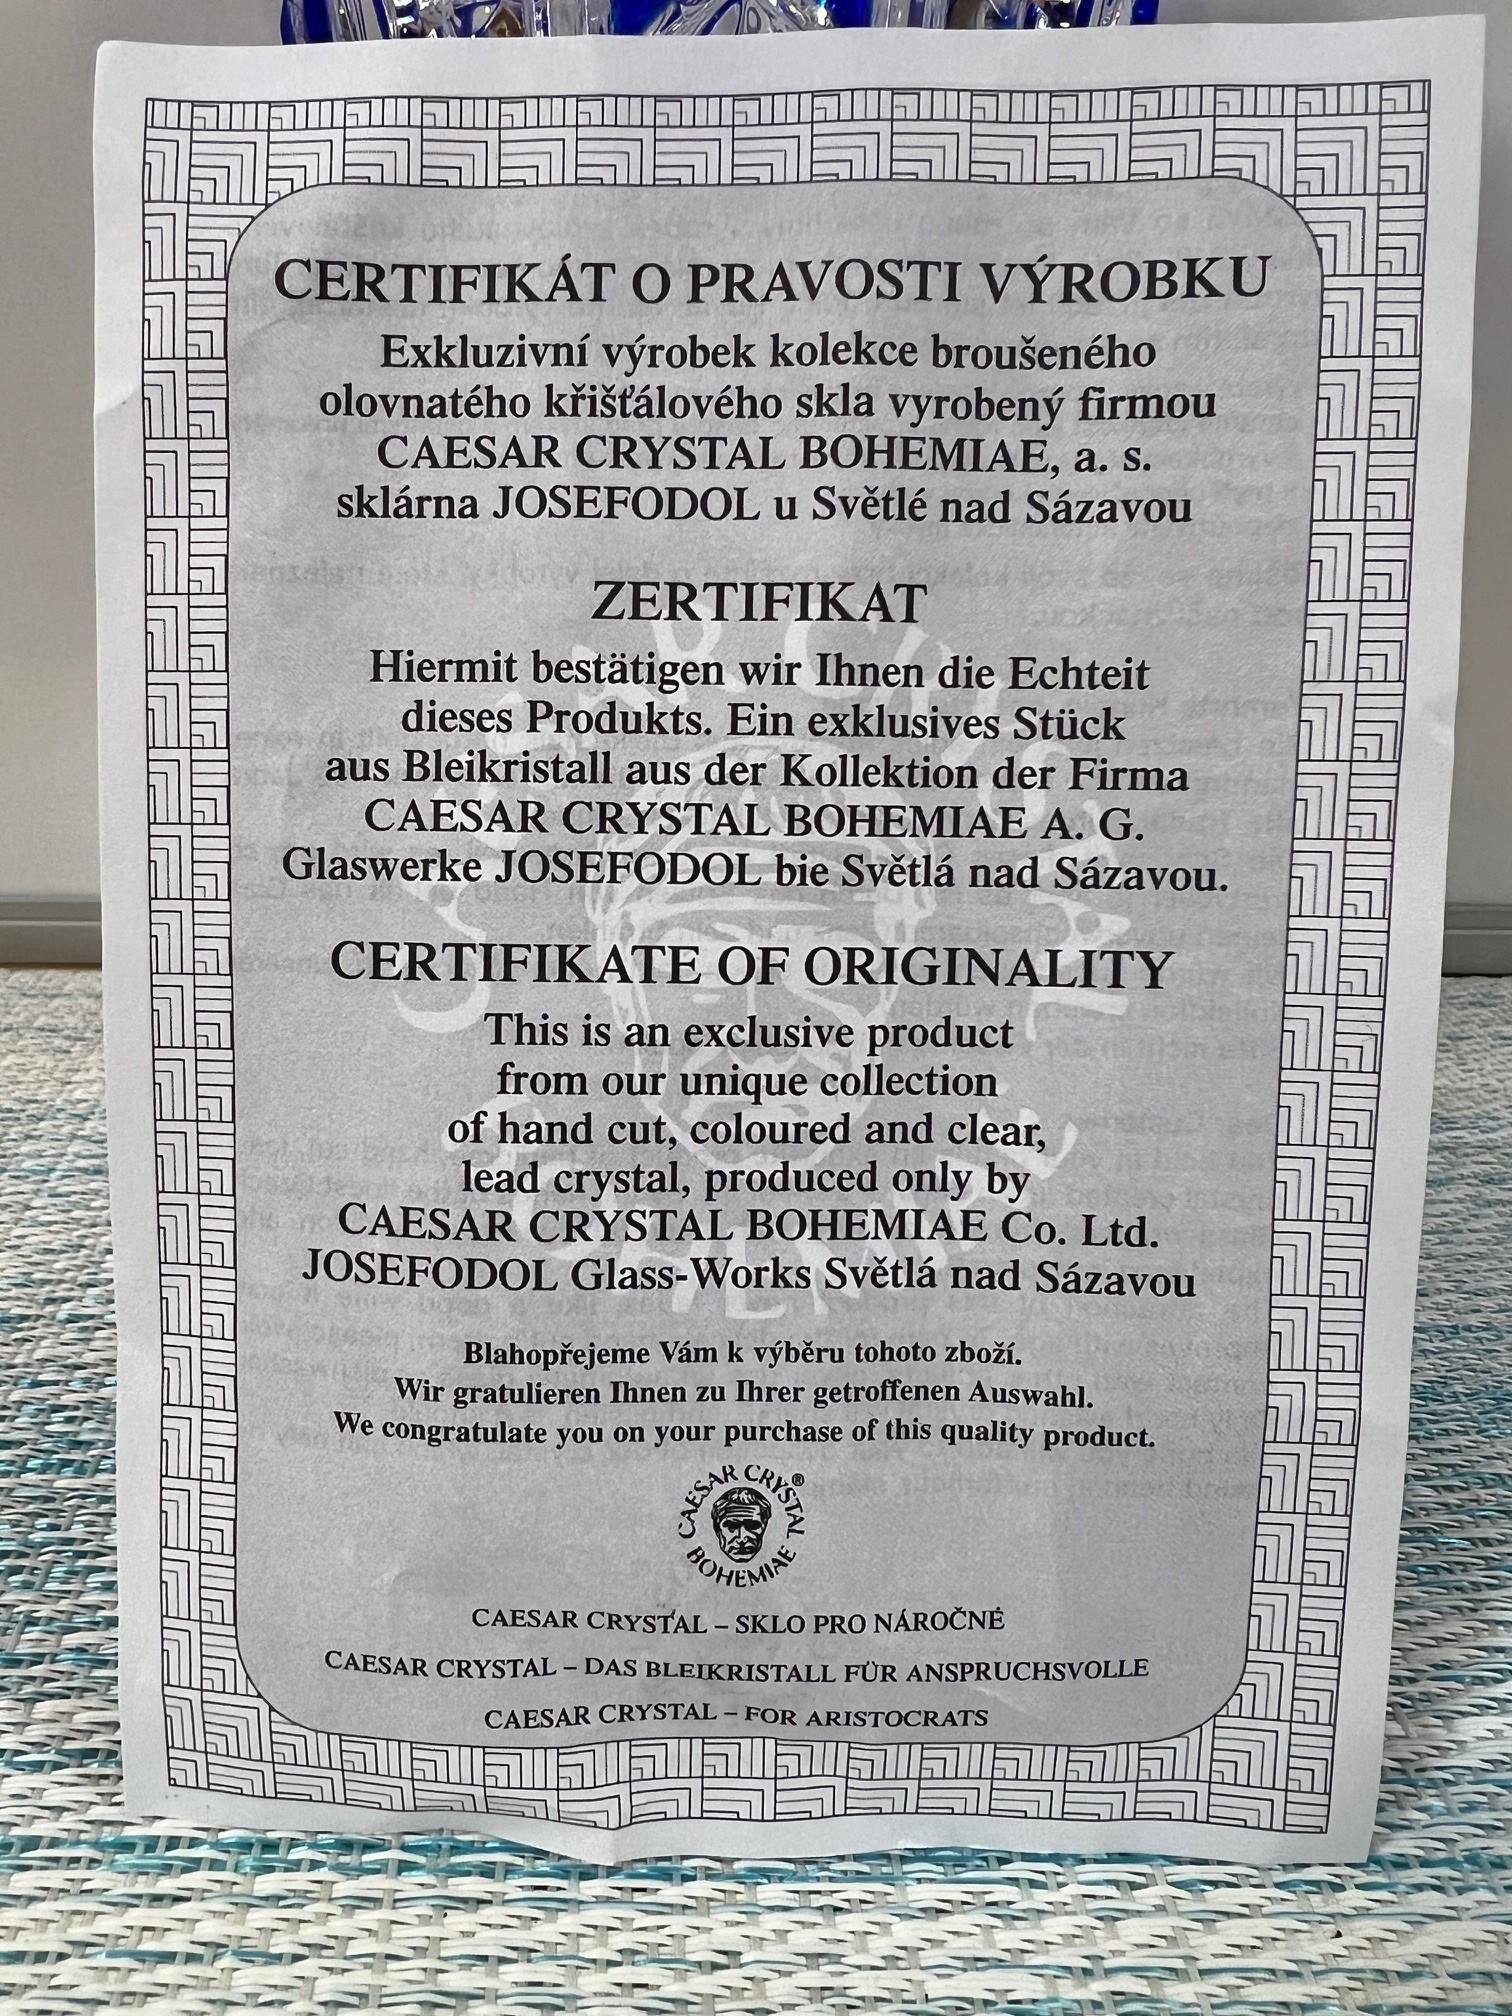 CERTIFIKÁT O PRAVOSTI VÝROBKU
Exkluzivní výrobek kolekce broušeného
olovnatého křišťálového skla vyrobený firmou
CAESAR CRYSTAL BOHEMIAE, a. s.
sklárna JOSEFODOL u Světlé nad Sázavou
ZERTIFIKAT
Hiermit bestätigen wir Ihnen die Echteit
dieses Produkts. Ein exklusives Stück
aus Bleikristall aus der Kollektion der Firma
CAESAR CRYSTAL BOHEMIAE A. G.
Glaswerke JOSEFODOL bie Světlá nad Sázavou.
CERTIFIKATE OF ORIGINALITY
This is an exclusive product
from our unique collection
of hand cut, coloured and clear,
lead crystal, produced only by
CAESAR CRYSTAL BOHEMIAE Co. Ltd.
JOSEFODOL Glass-Works Světlá nad Sázavou
Blahopřejeme Vám k výběru tohoto zboží.
Wir gratulieren Ihnen zu Ihrer getroffenen Auswahl.
We congratulate you on your purchase of this quality product.
CAESAR CRYSTAL®
BOHEMIAE
CAESAR CRYSTAL – SKLO PRO NÁROČNÉ
CAESAR CRYSTAL – DAS BLEIKRISTALL FÜR ANSPRUCHSVOLLE
CAESAR CRYSTAL – FOR ARISTOCRATS